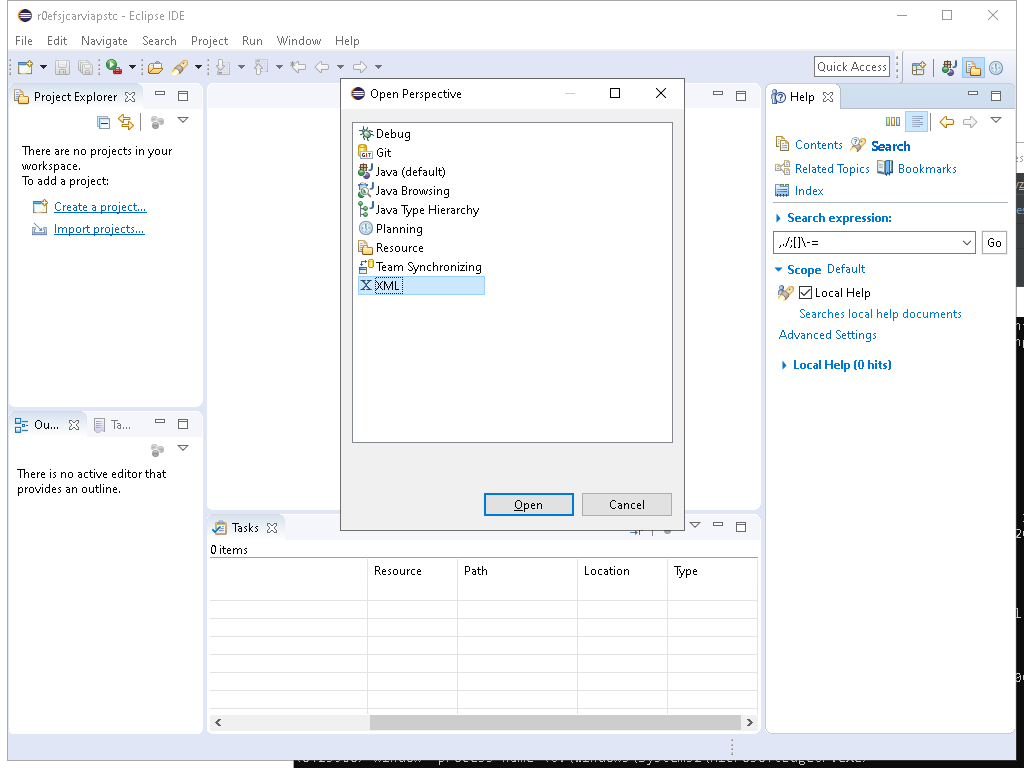 r0efsjcarviapstc - Eclipse IDE
File Edit Navigate Search Project Run Window Help
Quick Access
Project Explorer
There are no projects in your
workspace.
To add a project:
Create a project...
Import projects...
Ou...
Ta...
There is no active editor that
provides an outline.
Open Perspective
Debug
Git
Java (default)
Java Browsing
Java Type Hierarchy
Planning
Resource
Team Synchronizing
XML
Open
Cancel
Tasks
0 items
Resource Path Location Type
Help
Contents
Search
Related Topics
Bookmarks
Index
Search expression:
,./;[]\-=
Go
Scope Default
Local Help
Searches local help documents
Advanced Settings
Local Help (0 hits)